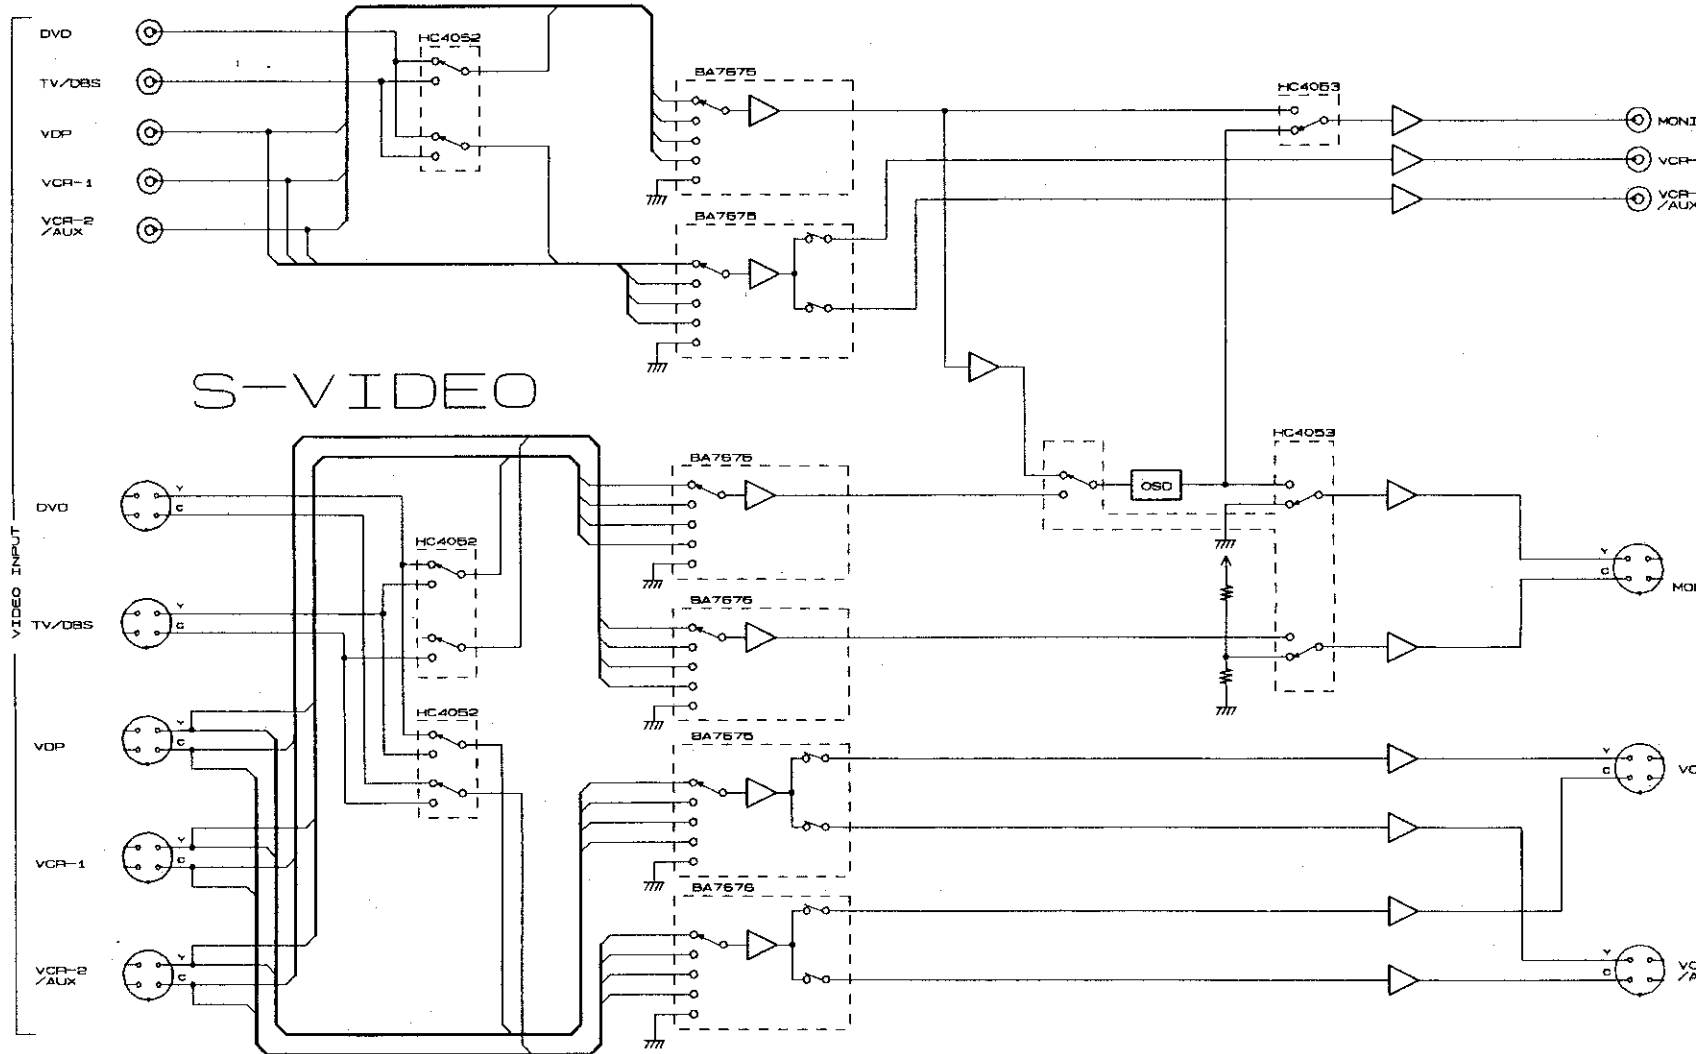 DVD
TV/DBS
VDP
VCR-1
VCR-2
/AUX
HC4052
BA7675
BA7675
HC4053
MONI
VCR-
VCR-
/AUX
S-VIDEO
VIDEO INPUT
DVD
Y
C
TV/DBS
Y
C
VDP
Y
C
VCR-1
Y
C
VCR-2
/AUX
Y
C
HC4052
HC4052
BA7675
BA7676
BA7675
BA7676
OSD
HC4053
Y
C
MO
Y
C
VC
Y
C
VC
/A